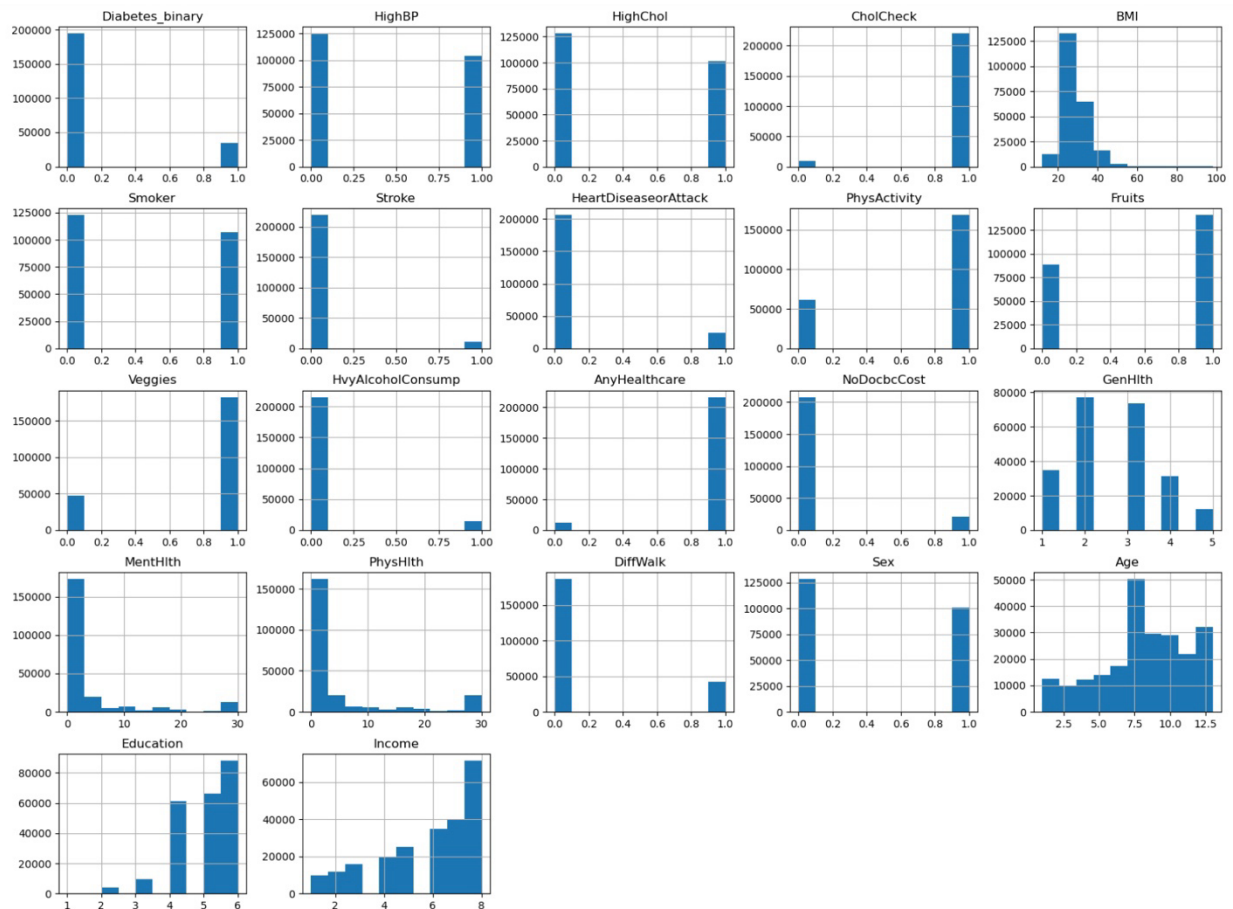 Diabetes_binary HighBP HighChol CholCheck BMI
200000 125000 125000 200000 125000
150000 100000 100000 150000 100000
100000 75000 75000 100000 75000
50000 50000 50000 50000 50000
25000 25000 25000
0 0 0 0 0
0.0 0.2 0.4 0.6 0.8 1.0 0.00 0.25 0.50 0.75 1.00 0.0 0.2 0.4 0.6 0.8 1.0 0.0 0.2 0.4 0.6 0.8 1.0 20 40 60 80 100
Smoker Stroke HeartDiseaseorAttack PhysActivity Fruits
125000 200000 200000 150000 125000
100000 150000 150000 100000 100000
75000 100000 100000 50000 75000
50000 50000 50000 50000
25000 25000
0 0 0 0 0
0.0 0.2 0.4 0.6 0.8 1.0 0.00 0.25 0.50 0.75 1.00 0.0 0.2 0.4 0.6 0.8 1.0 0.0 0.2 0.4 0.6 0.8 1.0 0.0 0.2 0.4 0.6 0.8 1.0
Veggies HvyAlcoholConsump AnyHealthcare NoDocbcCost GenHlth
150000 200000 200000 200000 80000
100000 150000 150000 150000 60000
50000 100000 100000 100000 40000
50000 50000 50000 20000
0 0 0 0 0
0.0 0.2 0.4 0.6 0.8 1.0 0.00 0.25 0.50 0.75 1.00 0.0 0.2 0.4 0.6 0.8 1.0 0.0 0.2 0.4 0.6 0.8 1.0 1 2 3 4 5
MentHlth PhysHlth DiffWalk Sex Age
150000 150000 150000 125000 50000
100000 100000 100000 100000 40000
50000 50000 50000 75000 30000
50000 20000
25000 10000
0 0 0 0 0
0 10 20 30 0 10 20 30 0.0 0.2 0.4 0.6 0.8 1.0 0.0 0.2 0.4 0.6 0.8 1.0 2.5 5.0 7.5 10.0 12.5
Education Income
80000 60000
60000 40000
40000 20000
20000
0 0
1 2 3 4 5 6 2 4 6 8